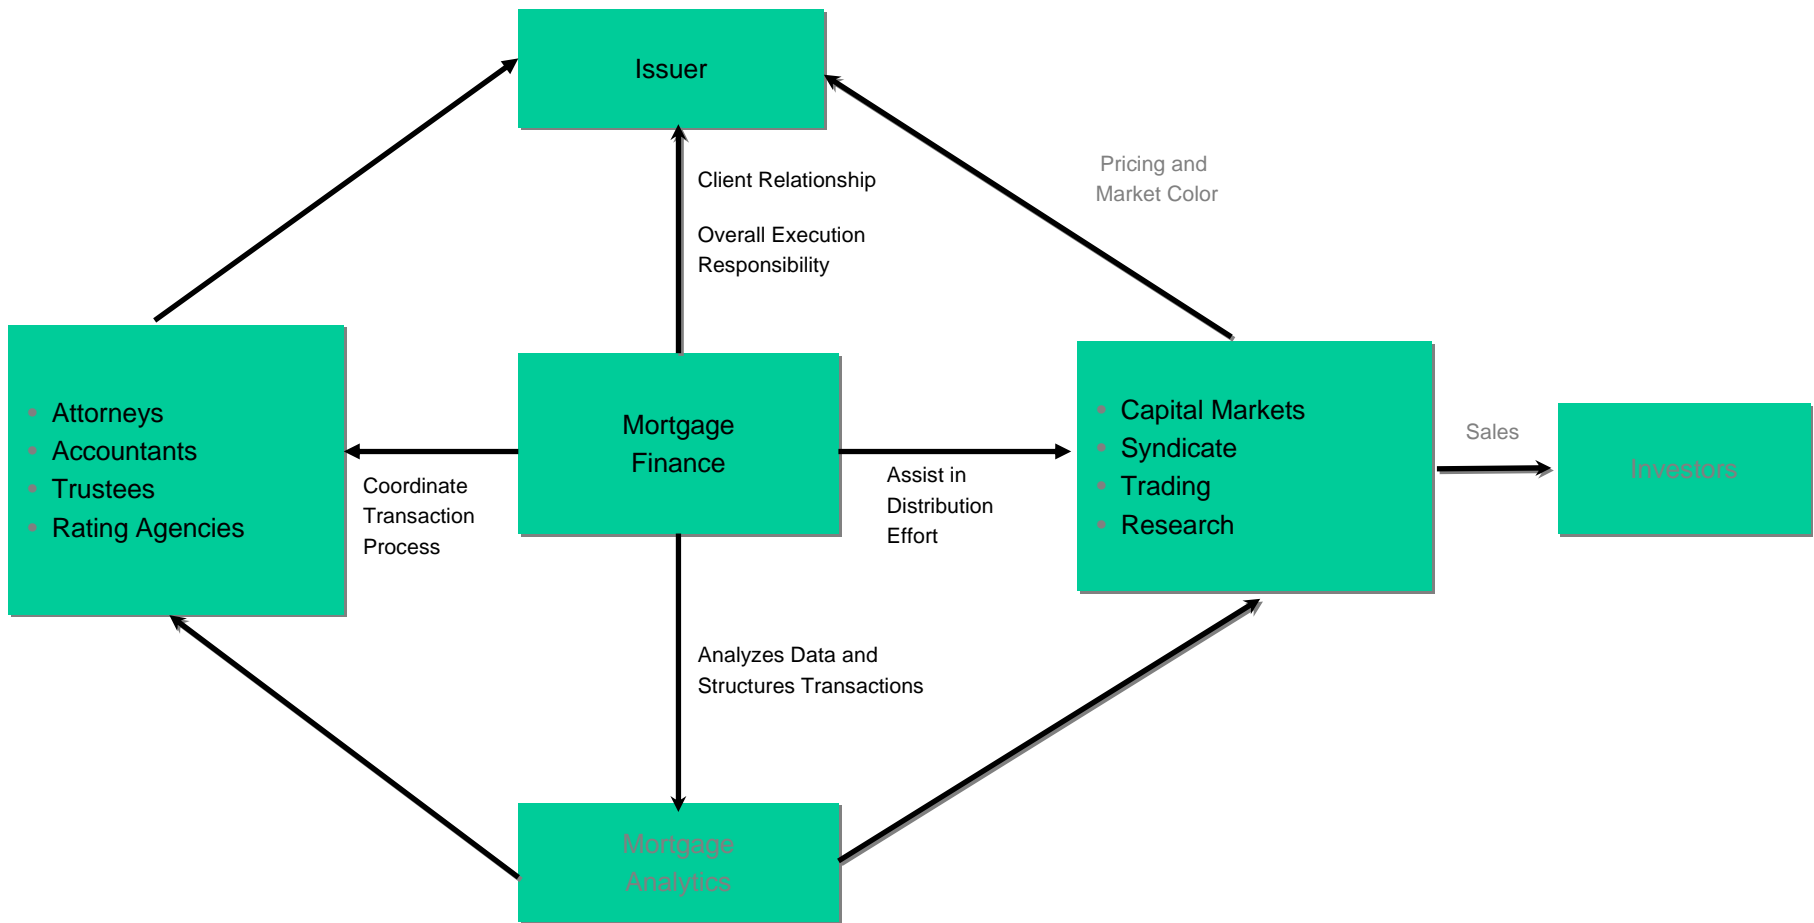 Issuer
Client Relationship
Overall Execution
Responsibility
Pricing and
Market Color
• Attorneys
• Accountants
• Trustees
• Rating Agencies
Coordinate
Transaction
Process
Mortgage
Finance
Assist in
Distribution
Effort
• Capital Markets
• Syndicate
• Trading
• Research
Sales
Investors
Analyzes Data and
Structures Transactions
Mortgage
Analytics